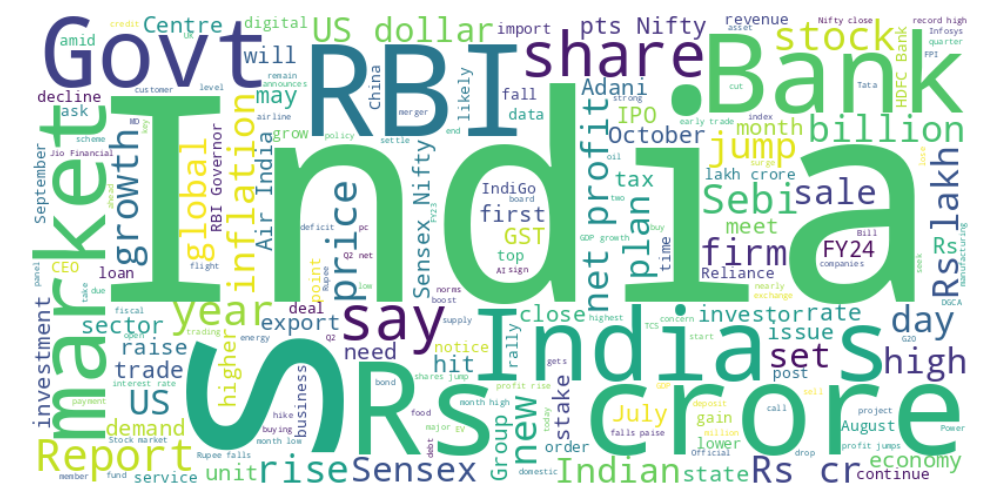 India
RBI
Govt
Bank
market
S
Rs crore
India s
share
say
US dollar
pts Nifty
stock
billion
jump
Sebi
sale
firm
FY24
Rs lakh
day
high
set
year
price
inflation
global
growth
Air India
Sensex Nifty
net profit
plan
Adani
IPO
October
month
tax
GST
first
IndiGo
board
top
AI
sign
Centre
digital
import
revenue
Nifty close
record high
Infosys
quarter
FPI
HDFC Bank
credit
UK
amid
will
level
remain
announces
customer
decline
ask
may
China
likely
fall
data
merger
airline
MD
scheme
key
grow
policy
settle
end
strong
early trade
index
cut
asset
Tata
lakh crore
surge
loss
oil
two
meet
Reliance
time
buy
GDP growth
companies
Bill
Rs
manufacturing
seek
DGCA
nearly
exchange
September
Jio Financial
ahead
RBI Governor
CEO
loan
panel
take
due
flight
point
deficit
Rupee
pc
Q2 net
low
FY23
norms
boost
deal
export
supply
close
highest
TCS
concern
start
investor
rate
issue
G20
investment
sector
fiscal
open
raise
trade
trading
energy
Q2
need
hit
notice
rally
gets
post
GDP
interest rate
US
higher
business
bond
shares jump
profit rise
payment
demand
hike
buying
food
month high
new
stake
July
gain
deposit
million
call
sell
August
project
Power
lower
Official
drop
profit jumps
economy
continue
Rs cr
state
Indian
order
domestic
today
Group
major
EV
debt
Sensex
rise
month low
Rupee falls
falls paise
unit
service
fund
member
Stock market
Report